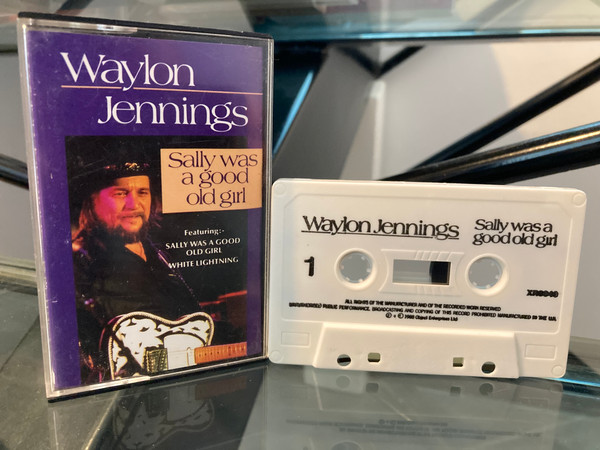 Waylon
Jennings
Sally was
a good
old girl
Featuring:-
SALLY WAS A GOOD
OLD GIRL
WHITE LIGHTNING
Waylon Jennings
Sally was a
good old girl
1
ALL RIGHTS OF THE MANUFACTURER AND OF THE RECORDED WORK RESERVED
UNAUTHORISED PUBLIC PERFORMANCE, BROADCASTING AND COPYING OF THIS RECORD PROHIBITED MANUFACTURED IN THE U.K.
Enterprises Ltd